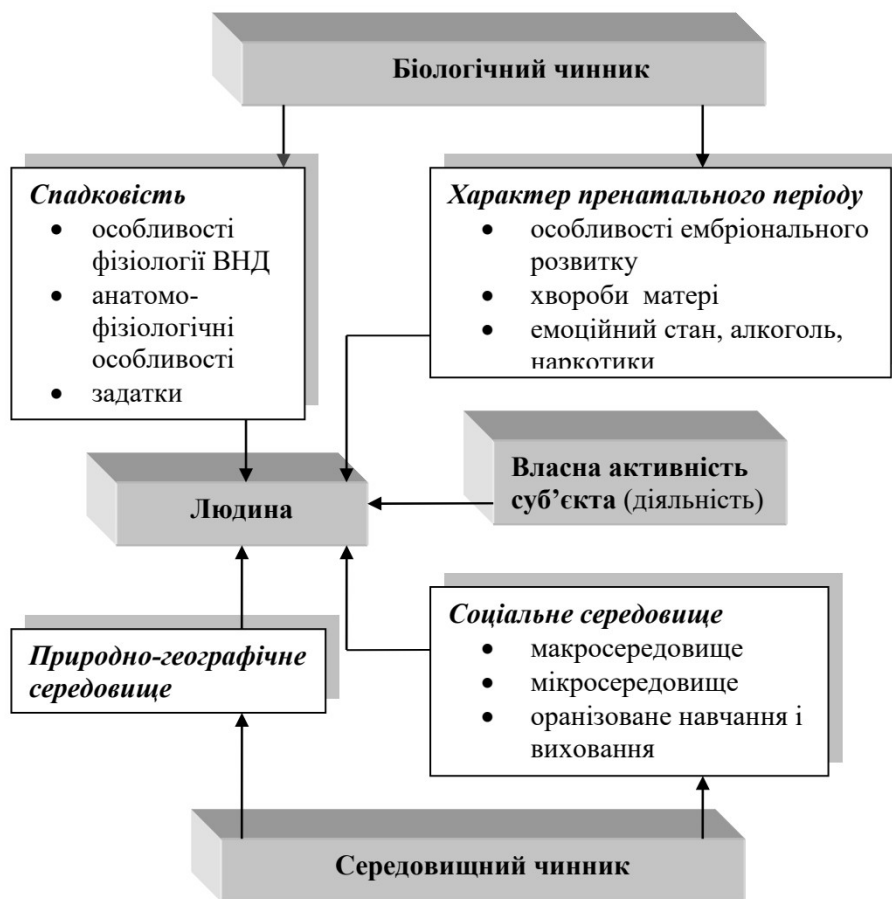 Біологічний чинник
Спадковість
• особливості
фізіології ВНД
• анатомо-
фізіологічні
особливості
• задатки
Характер пренатального періоду
• особливості ембріонального
розвитку
• хвороби матері
• емоційний стан, алкоголь,
наркотики
Власна активність
суб’єкта (діяльність)
Людина
Природно-географічне
середовище
Соціальне середовище
• макросередовище
• мікросередовище
• оранізоване навчання і
виховання
Середовищний чинник